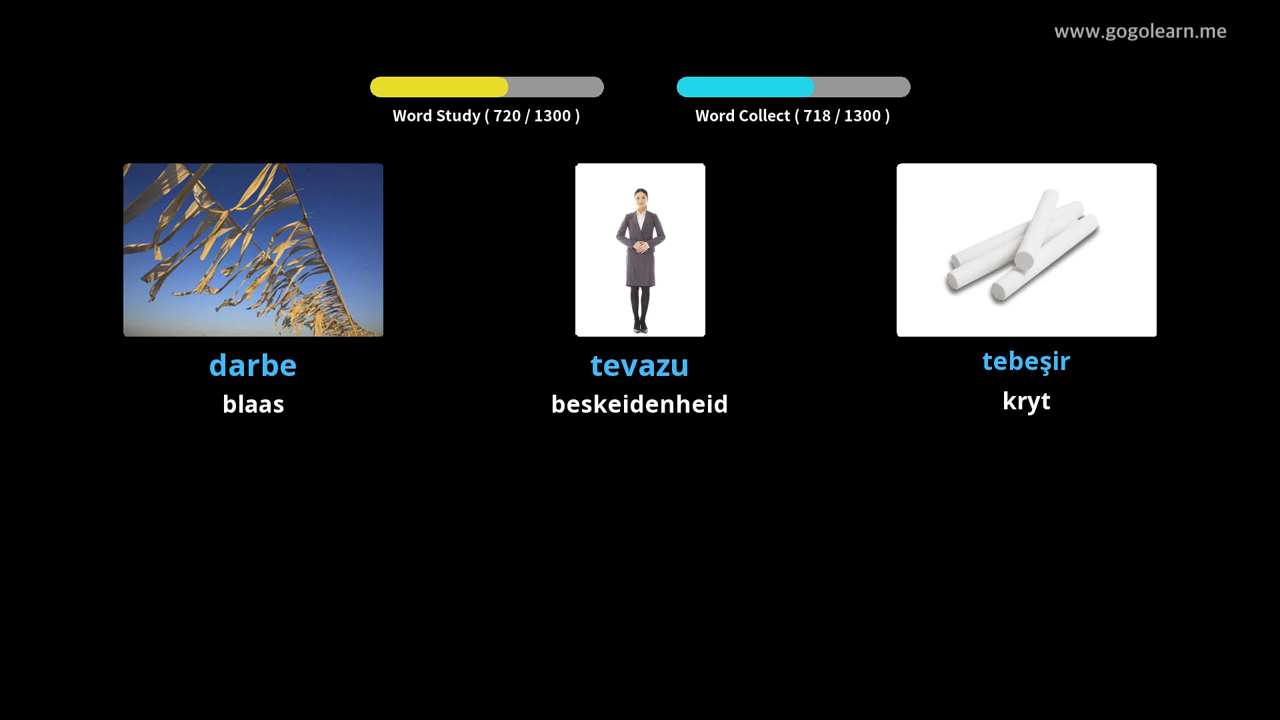 www.gogolearn.me
Word Study ( 720 / 1300 )
Word Collect ( 718 / 1300 )
darbe
blaas
tevazu
beskeidenheid
tebeşir
kryt